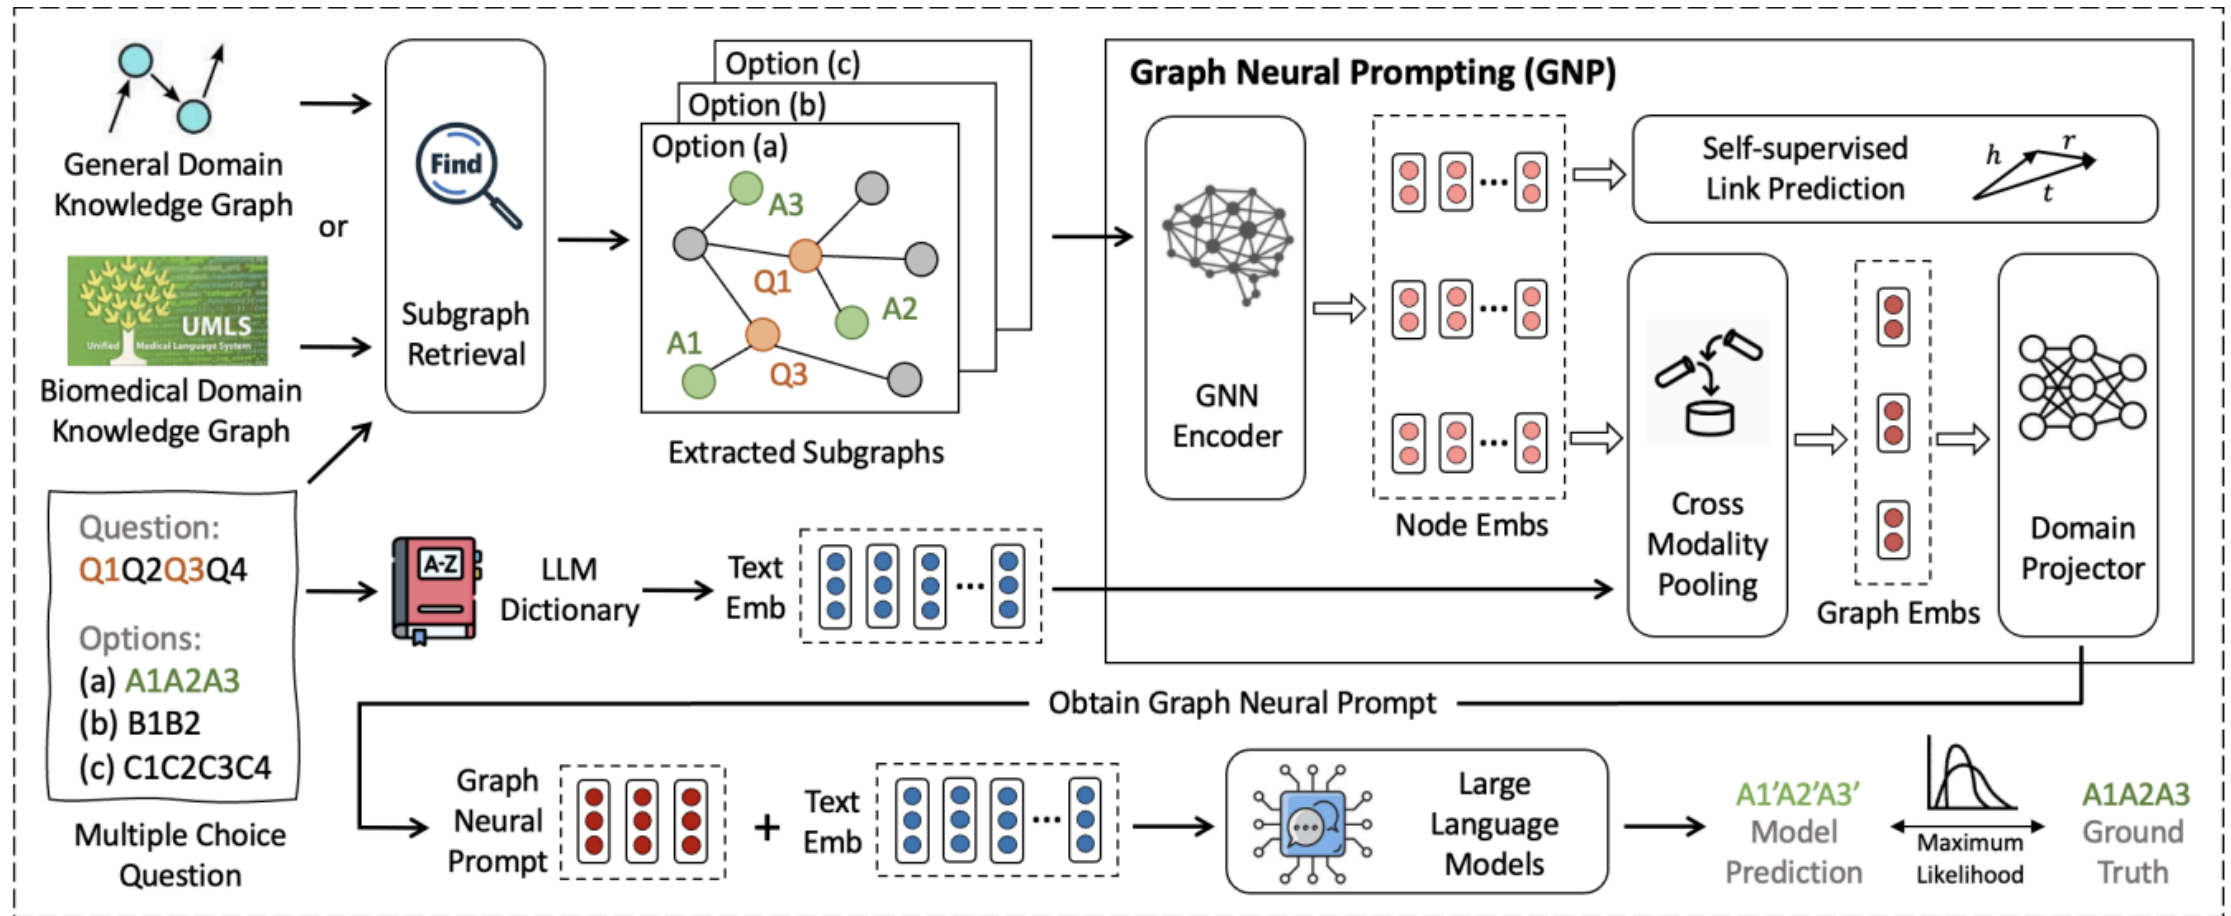 General Domain
Knowledge Graph
or
UMLS
Unified Medical Language System
Biomedical Domain
Knowledge Graph
Question:
Q1Q2Q3Q4
Options:
(a) A1A2A3
(b) B1B2
(c) C1C2C3C4
Multiple Choice
Question
Find
Subgraph
Retrieval
Option (c)
Option (b)
Option (a)
A3
Q1
A2
A1
Q3
Extracted Subgraphs
A-Z
LLM
Dictionary
Text
Emb
...
Graph Neural Prompting (GNP)
GNN
Encoder
...
...
...
Node Embs
Self-supervised
Link Prediction
h
r
t
Cross
Modality
Pooling
Graph Embs
Domain
Projector
Obtain Graph Neural Prompt
Graph
Neural
Prompt
+
Text
Emb
...
Large
Language
Models
A1’A2’A3’
Model
Prediction
Maximum
Likelihood
A1A2A3
Ground
Truth